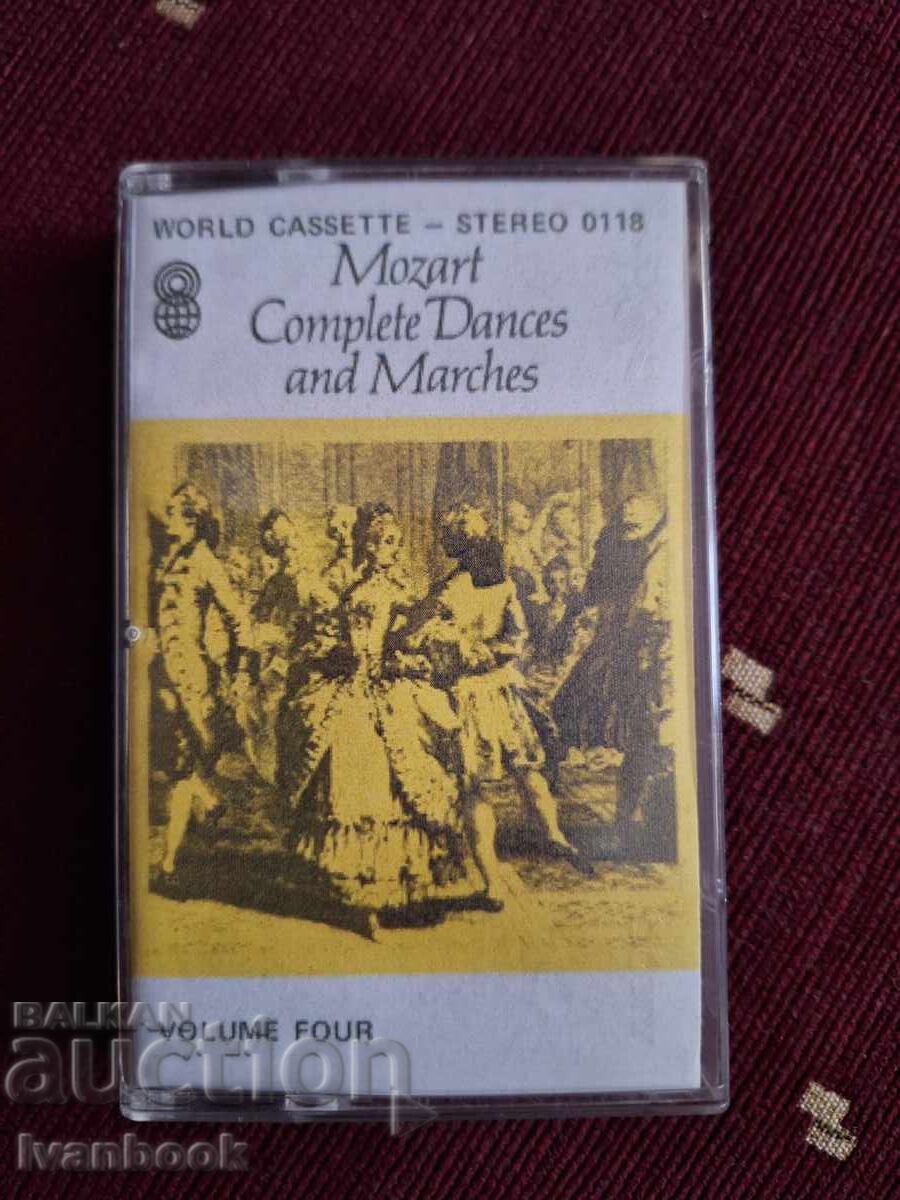 WORLD CASSETTE – STEREO 0118
Mozart
Complete Dances
and Marches
VOLUME FOUR
BALKAN
auction
Ivanbook